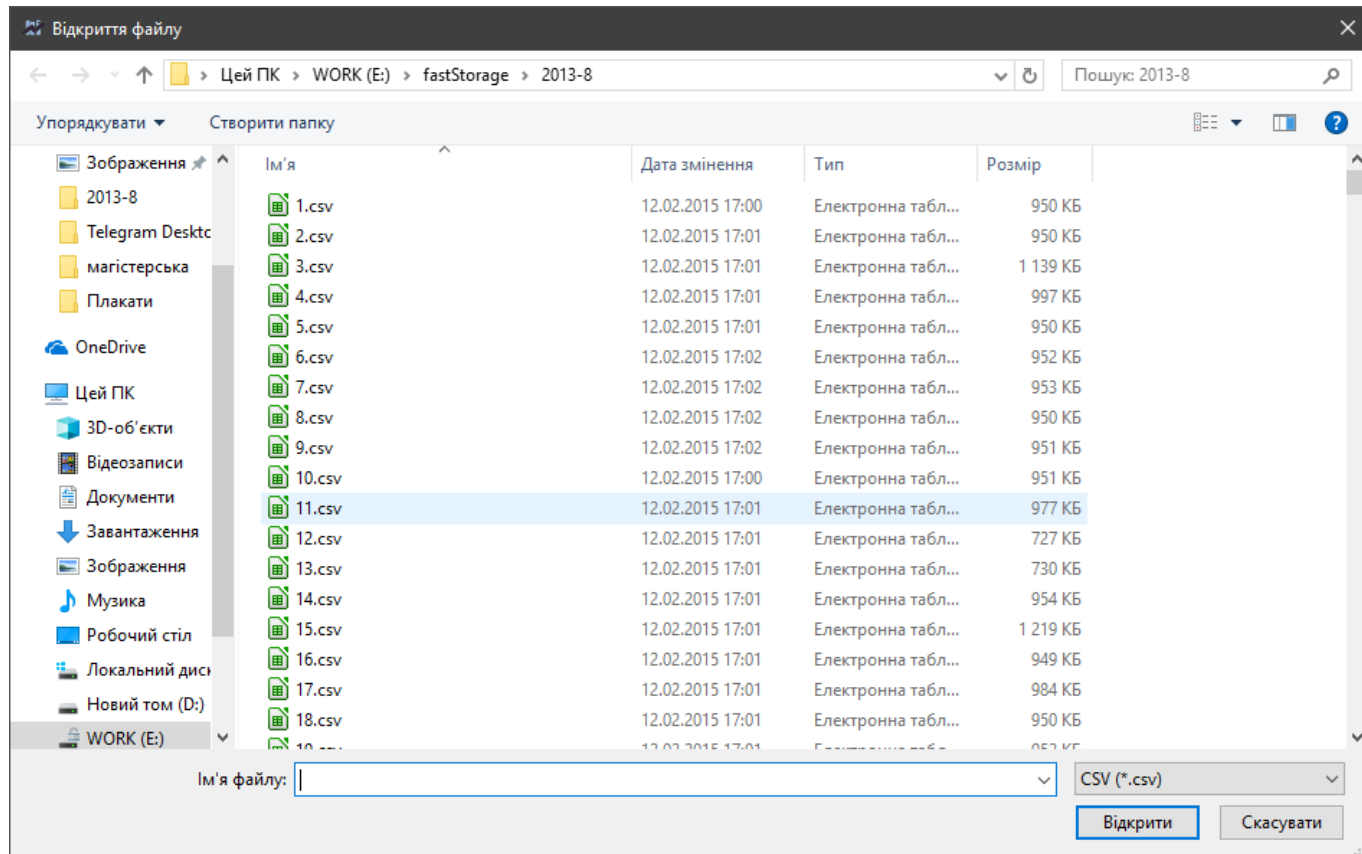 Відкриття файлу
Цей ПК › WORK (E:) › fastStorage › 2013-8
Пошук: 2013-8
Упорядкувати Створити папку
Зображення
2013-8
Telegram Desktc
магістерська
Плакати
OneDrive
Цей ПК
3D-об'єкти
Відеозаписи
Документи
Завантаження
Зображення
Музика
Робочий стіл
Локальний диск
Новий том (D:)
WORK (E:)
Ім'я Дата змінення Тип Розмір
1.csv 12.02.2015 17:00 Електронна табл... 950 КБ
2.csv 12.02.2015 17:01 Електронна табл... 950 КБ
3.csv 12.02.2015 17:01 Електронна табл... 1 139 КБ
4.csv 12.02.2015 17:01 Електронна табл... 997 КБ
5.csv 12.02.2015 17:01 Електронна табл... 950 КБ
6.csv 12.02.2015 17:02 Електронна табл... 952 КБ
7.csv 12.02.2015 17:02 Електронна табл... 953 КБ
8.csv 12.02.2015 17:02 Електронна табл... 950 КБ
9.csv 12.02.2015 17:02 Електронна табл... 951 КБ
10.csv 12.02.2015 17:00 Електронна табл... 951 КБ
11.csv 12.02.2015 17:01 Електронна табл... 977 КБ
12.csv 12.02.2015 17:01 Електронна табл... 727 КБ
13.csv 12.02.2015 17:01 Електронна табл... 730 КБ
14.csv 12.02.2015 17:01 Електронна табл... 954 КБ
15.csv 12.02.2015 17:01 Електронна табл... 1 219 КБ
16.csv 12.02.2015 17:01 Електронна табл... 949 КБ
17.csv 12.02.2015 17:01 Електронна табл... 984 КБ
18.csv 12.02.2015 17:01 Електронна табл... 950 КБ
Ім'я файлу:
CSV (*.csv)
Відкрити Скасувати